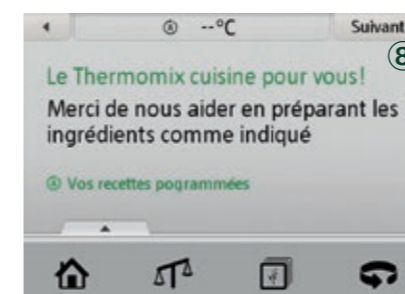 Ⓐ --°C Suivant
⑧
Le Thermomix cuisine pour vous!
Merci de nous aider en préparant les
ingrédients comme indiqué
Ⓐ Vos recettes pogrammées